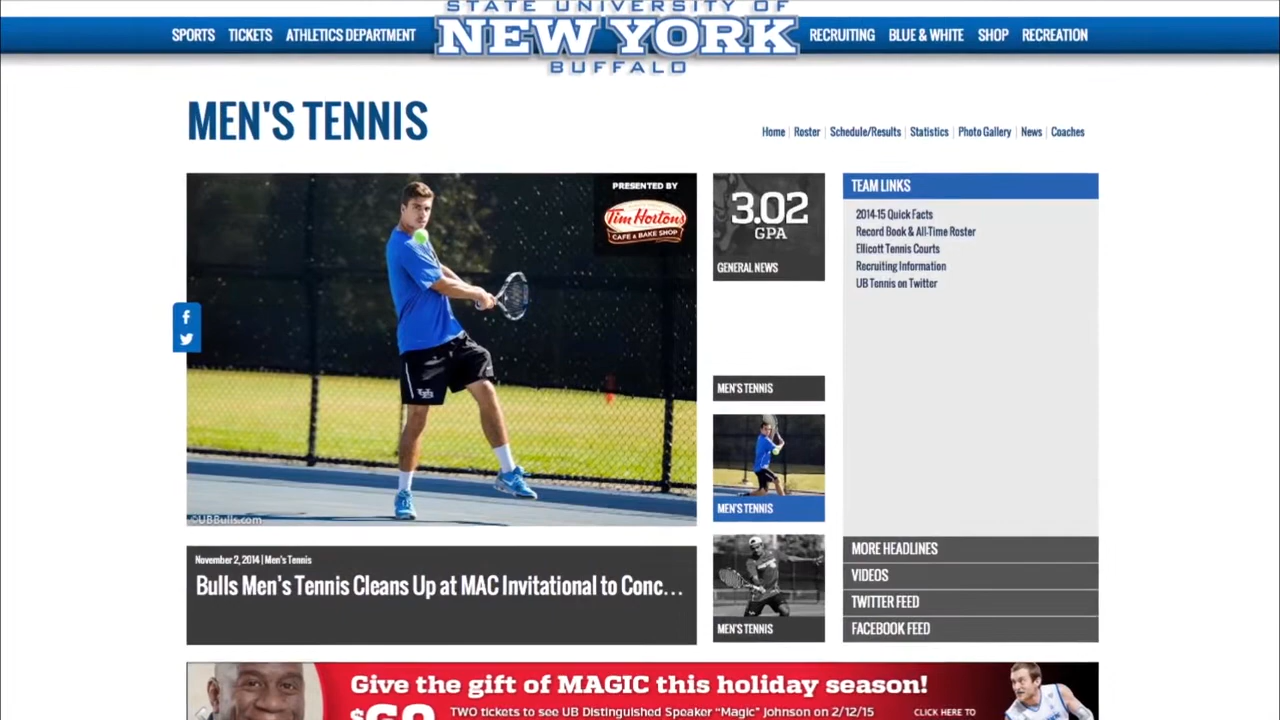 STATE UNIVERSITY OF
SPORTS TICKETS ATHLETICS DEPARTMENT NEW YORK RECRUITING BLUE & WHITE SHOP RECREATION
BUFFALO
MEN'S TENNIS
Home Roster Schedule/Results Statistics Photo Gallery News Coaches
PRESENTED BY
Tim Hortons
CAFE & BAKE SHOP
©UBBulls.com
November 2, 2014 | Men's Tennis
Bulls Men's Tennis Cleans Up at MAC Invitational to Conc...
3.02
GPA
GENERAL NEWS
MEN'S TENNIS
MEN'S TENNIS
MEN'S TENNIS
TEAM LINKS
2014-15 Quick Facts
Record Book & All-Time Roster
Ellicott Tennis Courts
Recruiting Information
UB Tennis on Twitter
MORE HEADLINES
VIDEOS
TWITTER FEED
FACEBOOK FEED
Give the gift of MAGIC this holiday season!
TWO tickets to see UB Distinguished Speaker "Magic" Johnson on 2/12/15
CLICK HERE TO